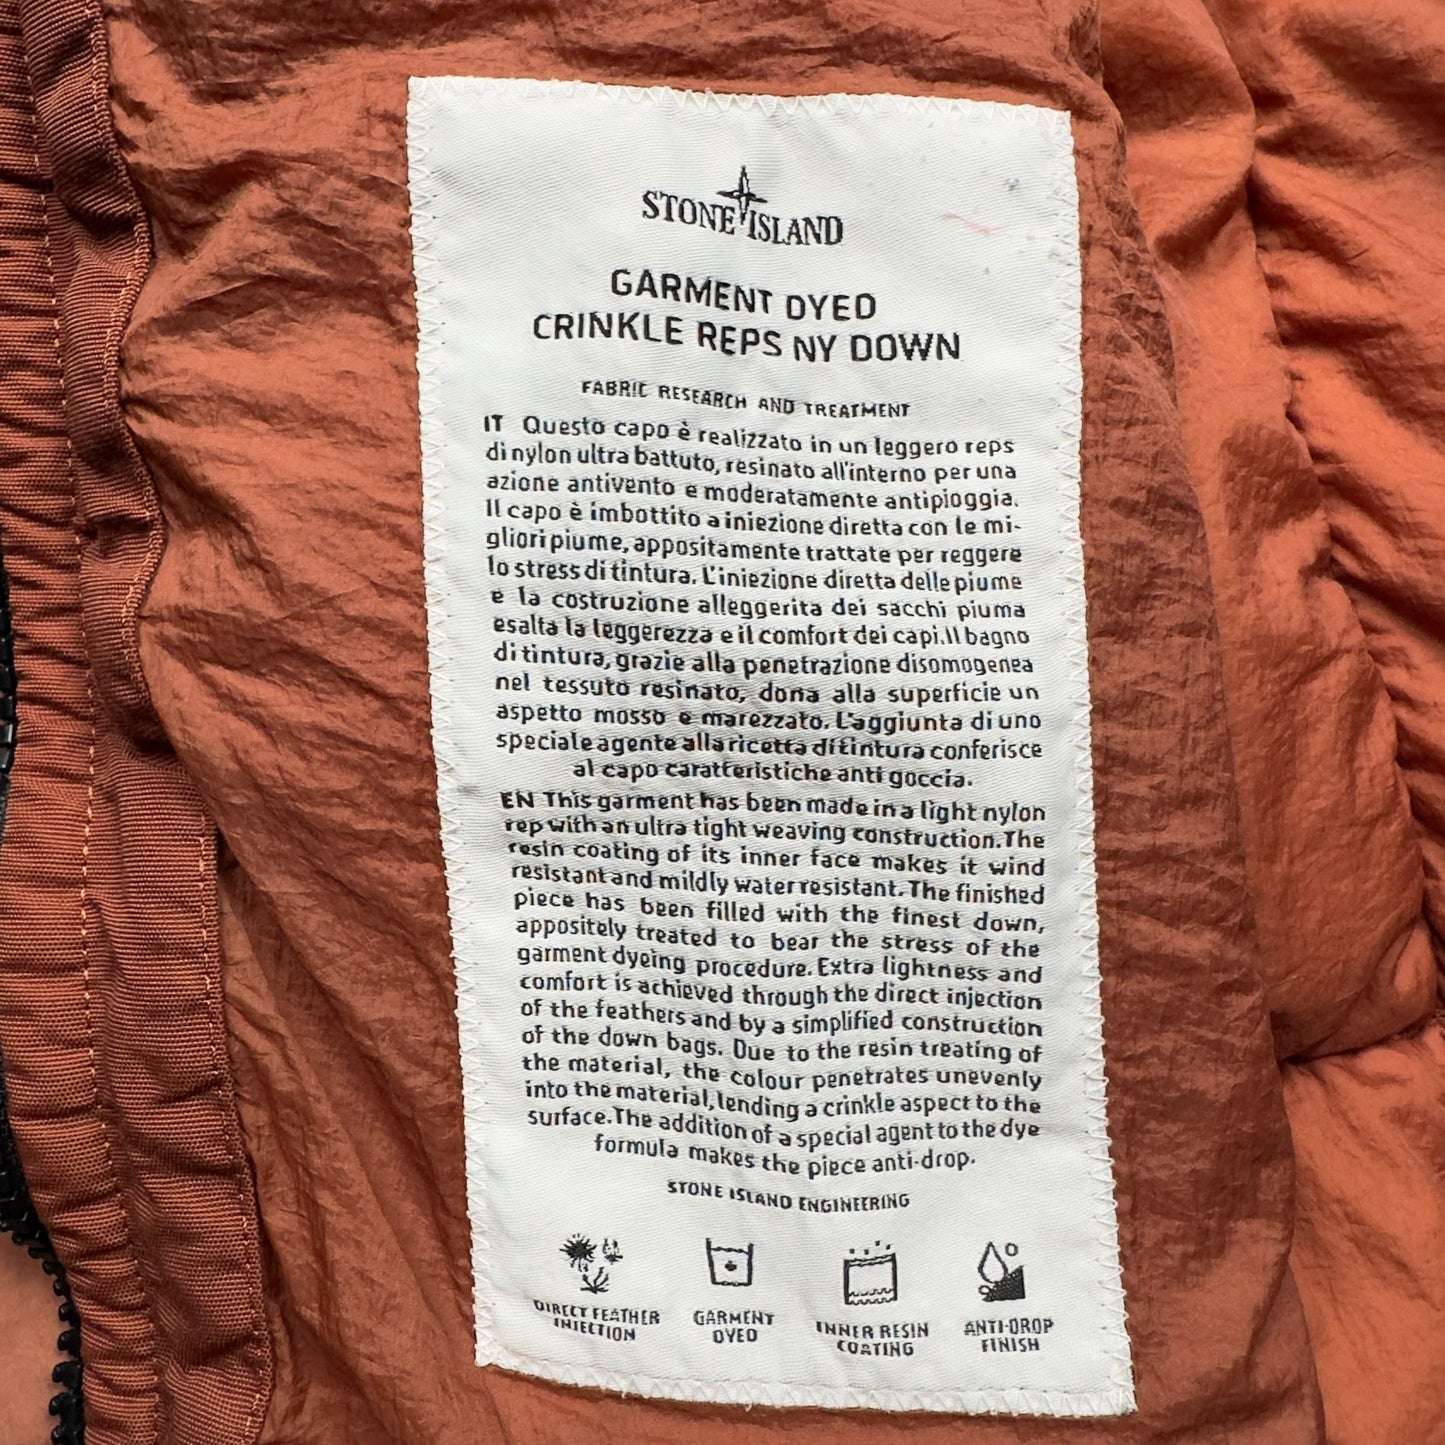 STONE ISLAND
GARMENT DYED
CRINKLE REPS NY DOWN
FABRIC RESEARCH AND TREATMENT
IT Questo capo è realizzato in un leggero reps
di nylon ultra battuto, resinato all'interno per una
azione antivento e moderatamente antipioggia.
Il capo è imbottito a iniezione diretta con le mi-
gliori piume, appositamente trattate per reggere
lo stress di tintura. L'iniezione diretta delle piume
e la costruzione alleggerita dei sacchi piuma
esalta la leggerezza e il comfort dei capi. Il bagno
di tintura, grazie alla penetrazione disomogenea
nel tessuto resinato, dona alla superficie un
aspetto mosso e marezzato. L'aggiunta di uno
speciale agente alla ricetta di tintura conferisce
al capo caratteristiche anti goccia.
EN This garment has been made in a light nylon
rep with an ultra tight weaving construction. The
resin coating of its inner face makes it wind
resistant and mildly water resistant. The finished
piece has been filled with the finest down,
appositely treated to bear the stress of the
garment dyeing procedure. Extra lightness and
comfort is achieved through the direct injection
of the feathers and by a simplified construction
of the down bags. Due to the resin treating of
the material, the colour penetrates unevenly
into the material, lending a crinkle aspect to the
surface. The addition of a special agent to the dye
formula makes the piece anti-drop.
STONE ISLAND ENGINEERING
DIRECT FEATHER GARMENT INNER RESIN ANTI-DROP
INJECTION DYED COATING FINISH